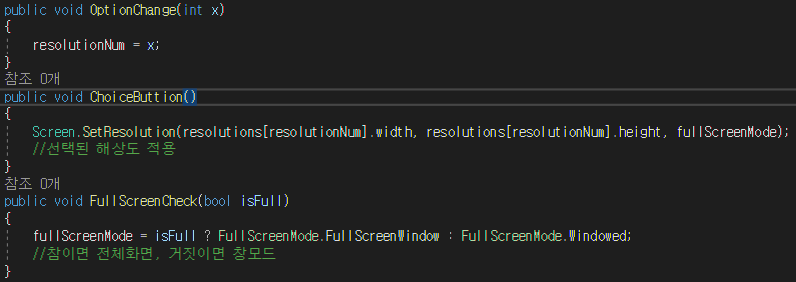 public void OptionChange(int x)
{
resolutionNum = x;
}
참조 0개
public void ChoiceButtion()
{
Screen.SetResolution(resolutions[resolutionNum].width, resolutions[resolutionNum].height, fullScreenMode);
//선택된 해상도 적용
}
참조 0개
public void FullScreenCheck(bool isFull)
{
fullScreenMode = isFull ? FullScreenMode.FullScreenWindow : FullScreenMode.Windowed;
//참이면 전체화면, 거짓이면 창모드
}